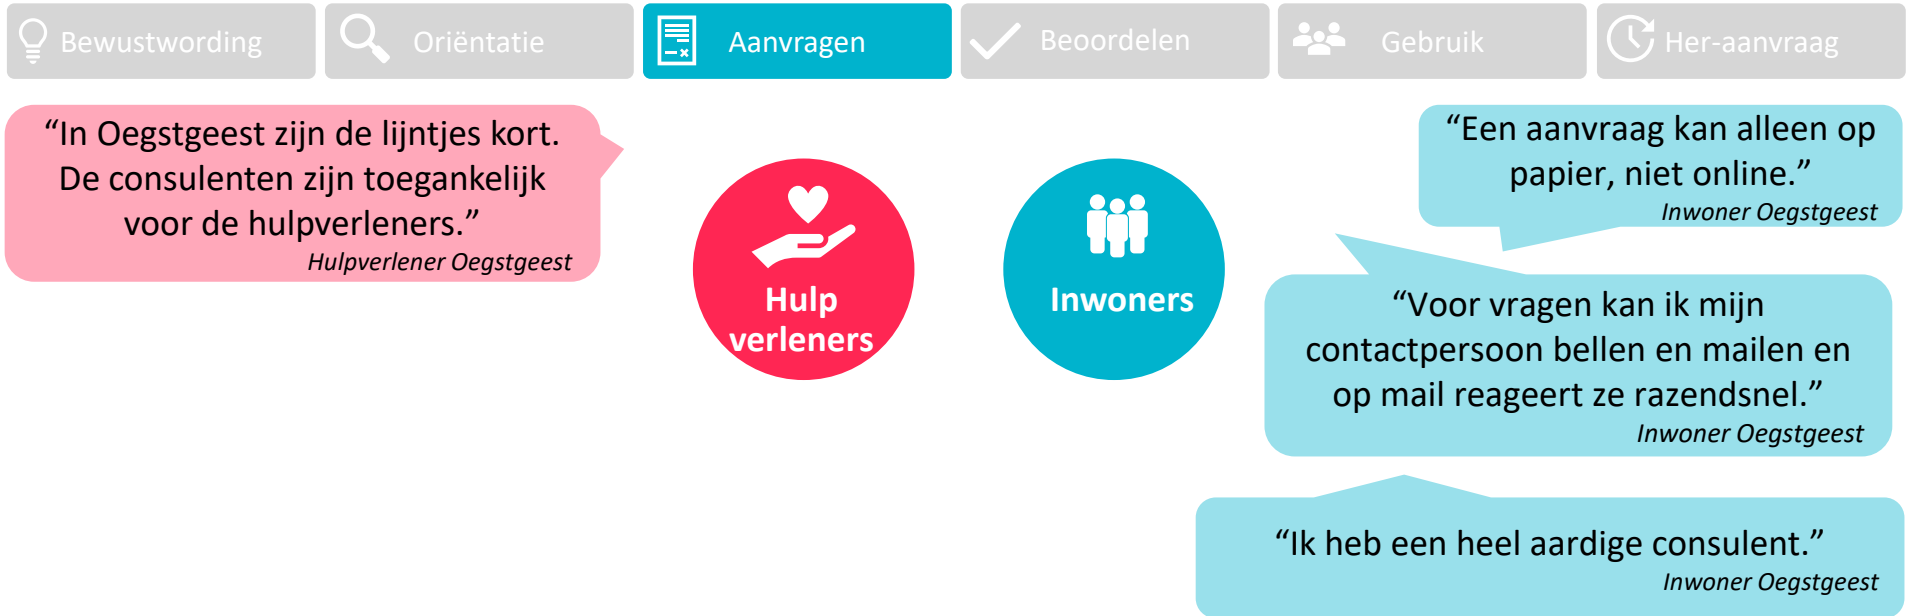 Bewustwording
Oriëntatie
Aanvragen
Beoordelen
Gebruik
Her-aanvraag
“In Oegstgeest zijn de lijntjes kort.
De consulenten zijn toegankelijk
voor de hulpverleners.”
Hulpverlener Oegstgeest
Hulp
verleners
Inwoners
“Een aanvraag kan alleen op
papier, niet online.”
Inwoner Oegstgeest
“Voor vragen kan ik mijn
contactpersoon bellen en mailen en
op mail reageert ze razendsnel.”
Inwoner Oegstgeest
“Ik heb een heel aardige consulent.”
Inwoner Oegstgeest